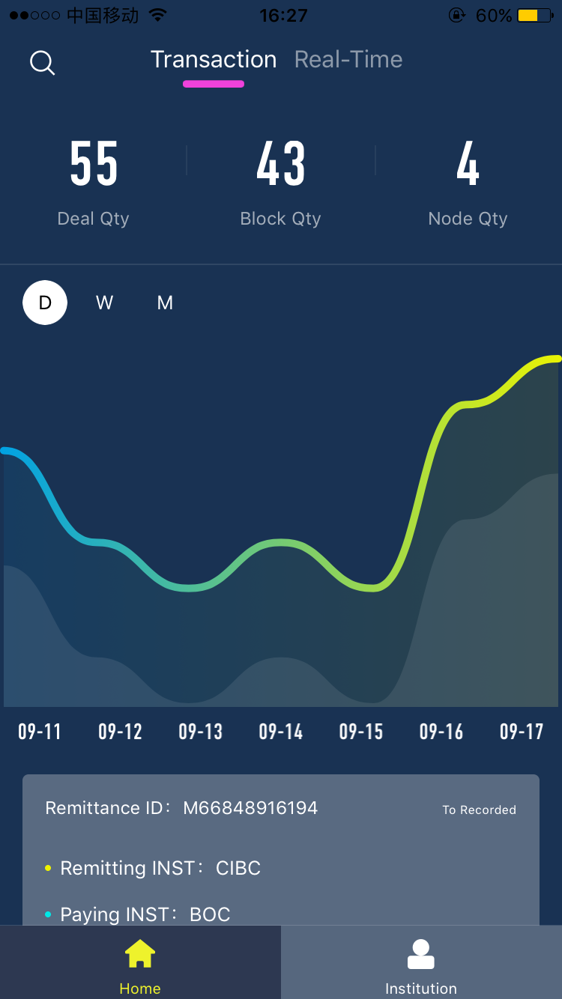 中国移动 16:27 60%
Transaction Real-Time
55 43 4
Deal Qty Block Qty Node Qty
D W M
09-11 09-12 09-13 09-14 09-15 09-16 09-17
Remittance ID： M66848916194 To Recorded
Remitting INST： CIBC
Paying INST： BOC
Home Institution